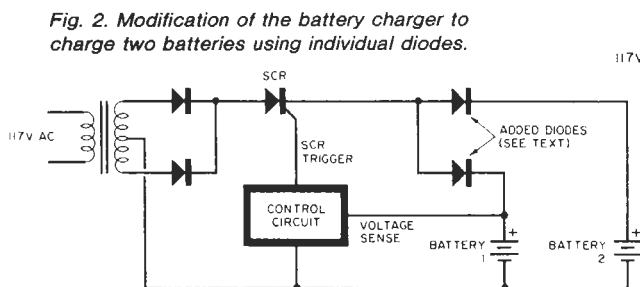 Fig. 2. Modification of the battery charger to
charge two batteries using individual diodes.
117V
SCR
117V AC
ADDED DIODES
(SEE TEXT)
SCR
TRIGGER
CONTROL
CIRCUIT
VOLTAGE
SENSE
+
+
BATTERY
1
BATTERY
2